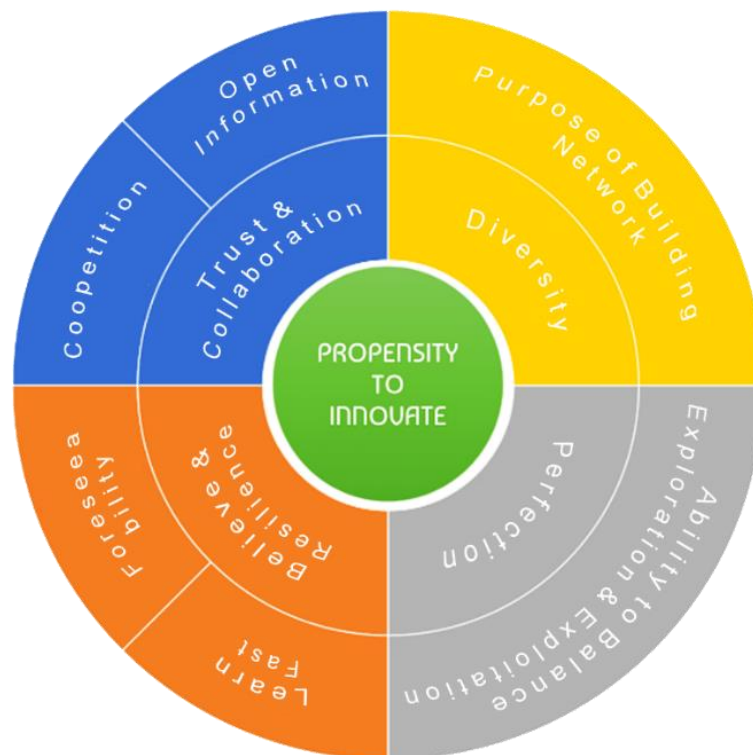 Open
Information
Coopetition
Trust &
Collaboration
Purpose of Building
Network
Diversity
PROPENSITY
TO
INNOVATE
Foreseea
bility
Believe &
Resilience
Learn
Fast
Perfection
Ability to Balance
Exploration & Exploitation